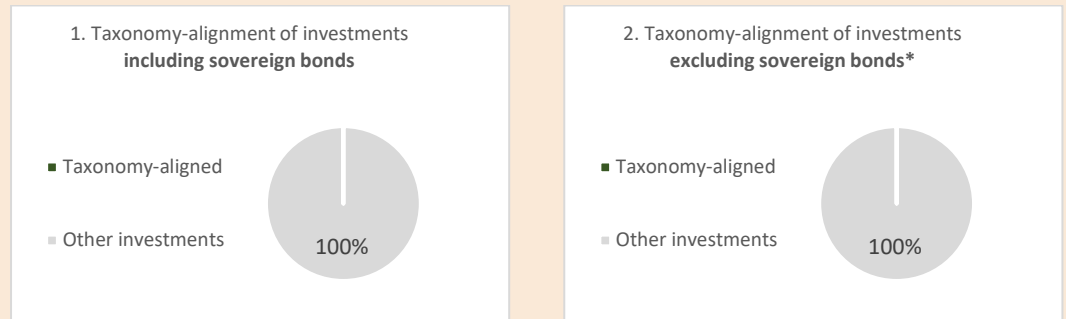 1. Taxonomy-alignment of investments
including sovereign bonds
Taxonomy-aligned
Other investments
100%
2. Taxonomy-alignment of investments
excluding sovereign bonds*
Taxonomy-aligned
Other investments
100%